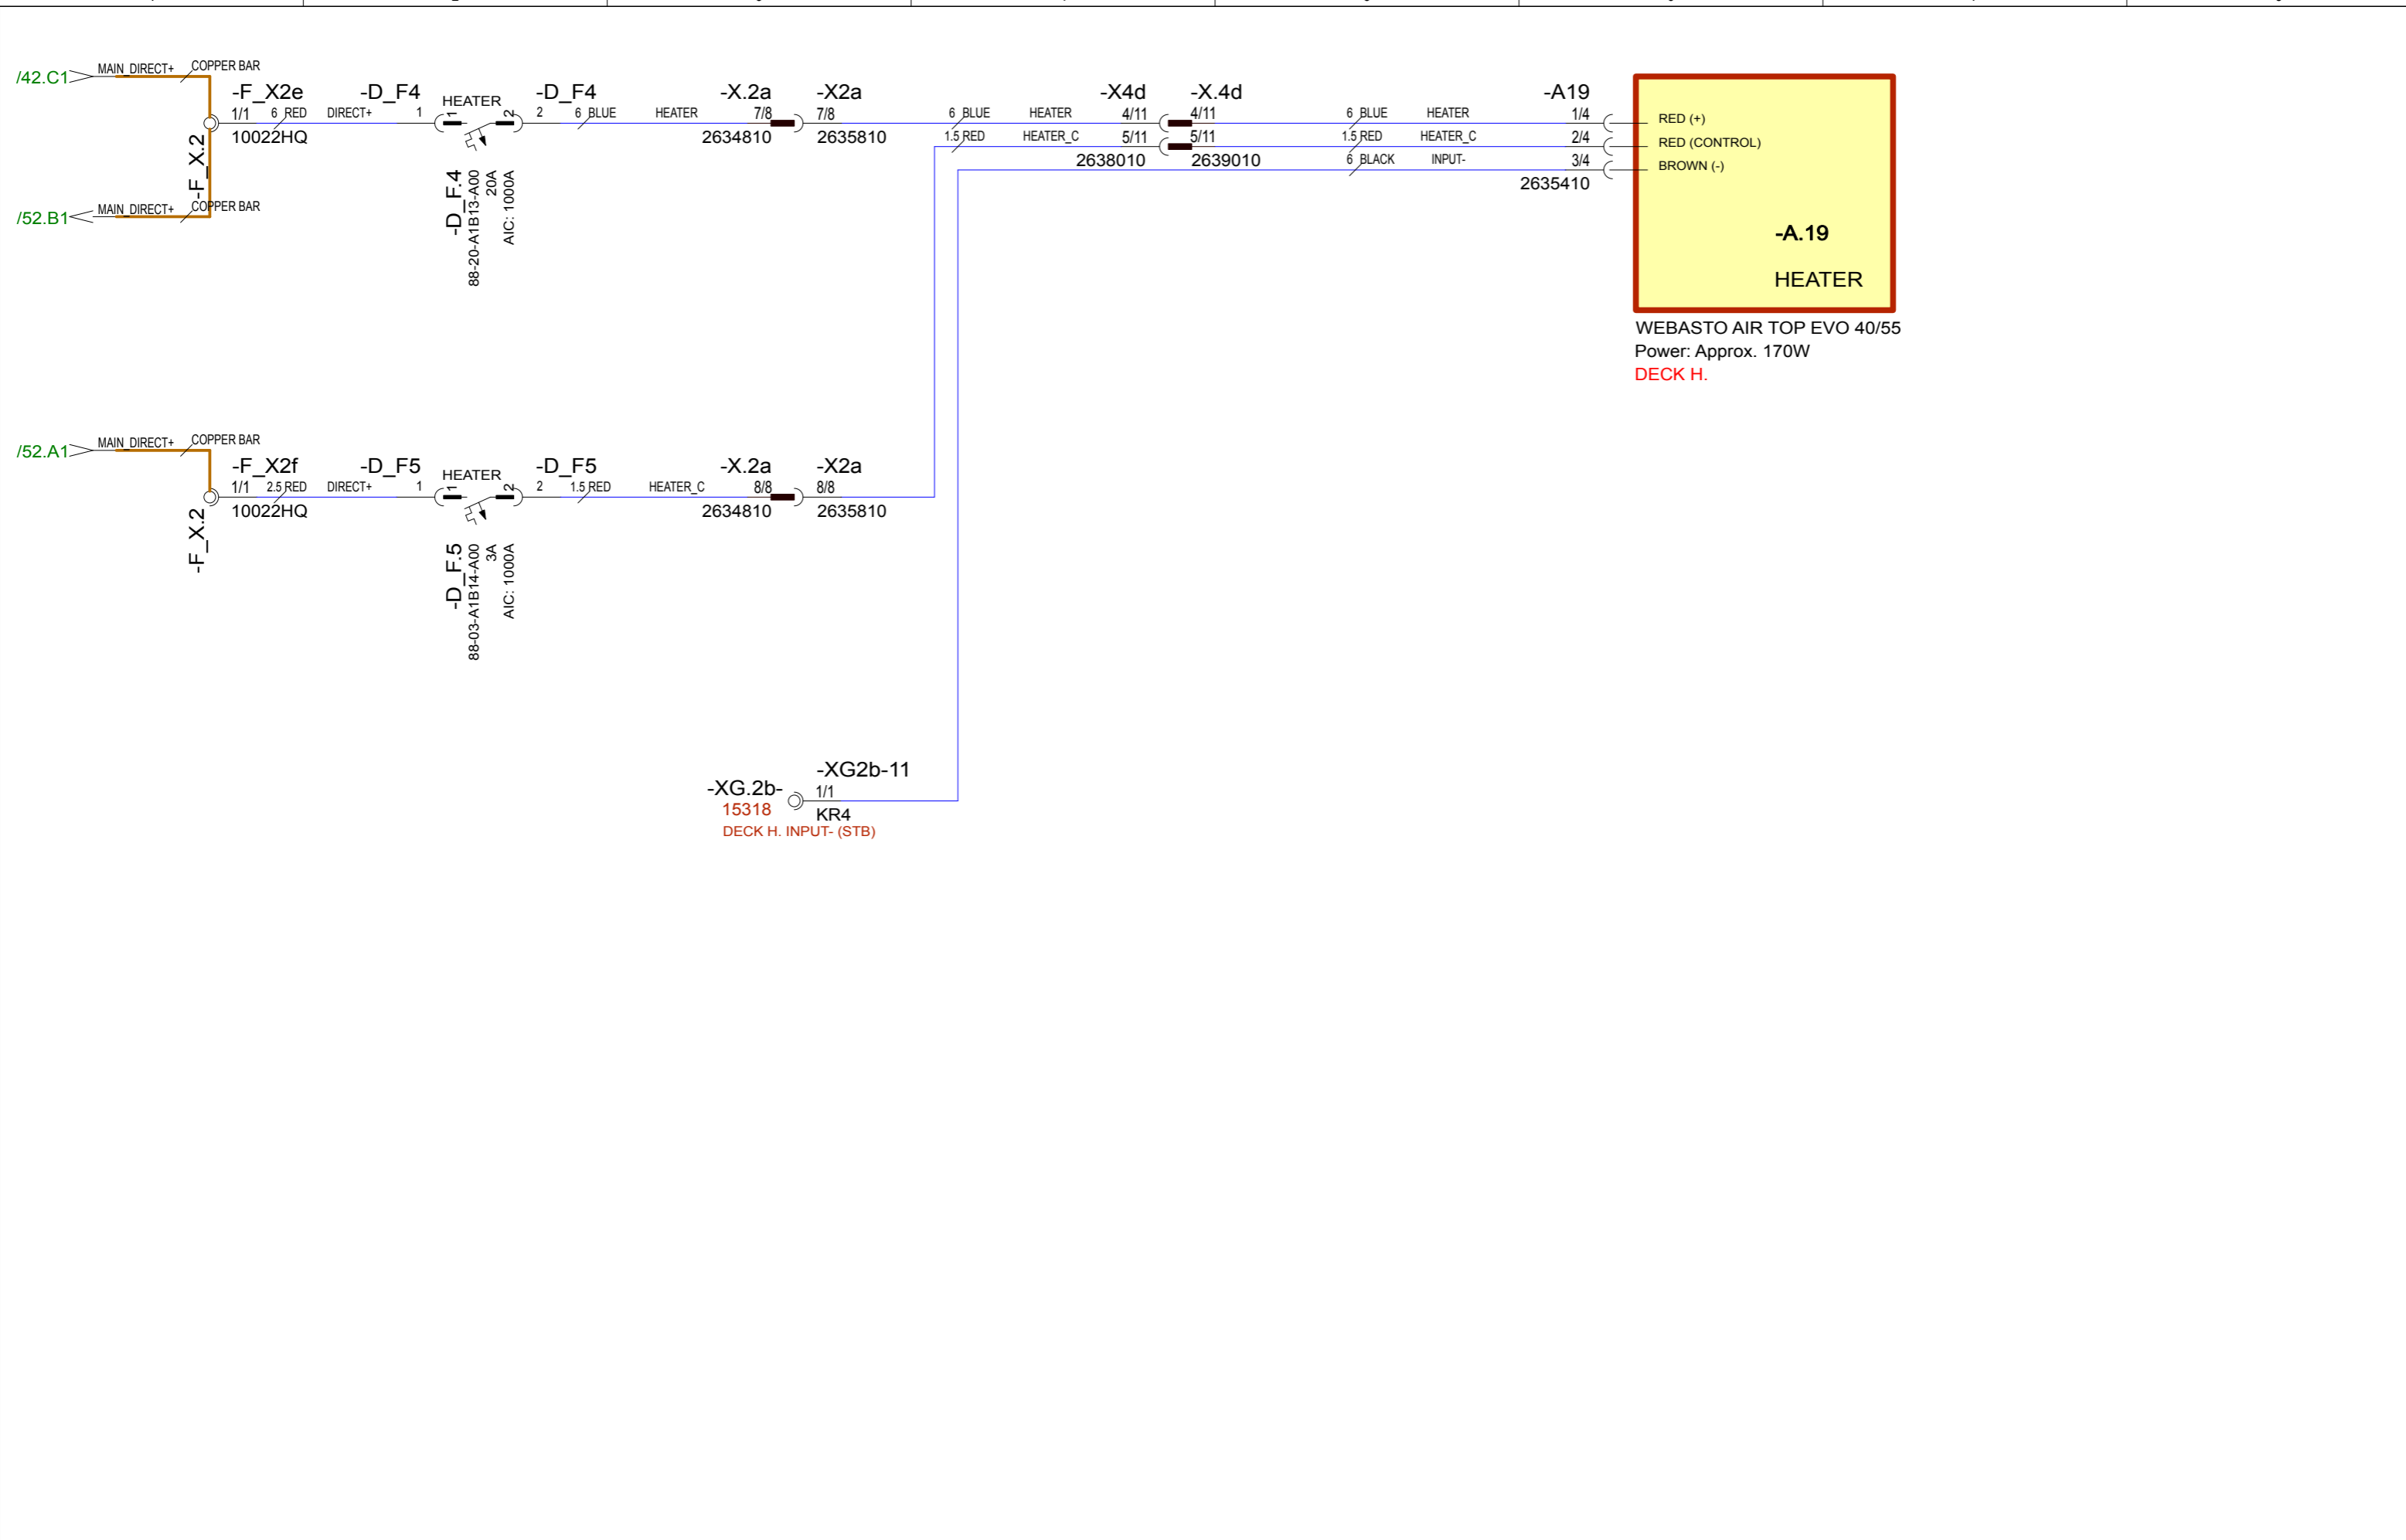 /42.C1
MAIN_DIRECT+
COPPER BAR
-F_X2e
-D_F4
HEATER
-D_F4
-X.2a
-X2a
-X4d
-X.4d
-A19
1/1
6 RED
DIRECT+
1
1
2
2
6 BLUE
HEATER
7/8
7/8
6 BLUE
HEATER
4/11
4/11
6 BLUE
HEATER
1/4
RED (+)
10022HQ
2634810
2635810
1.5 RED
HEATER_C
5/11
5/11
1.5 RED
HEATER_C
2/4
RED (CONTROL)
2638010
2639010
6 BLACK
INPUT-
3/4
BROWN (-)
2635410
-F_X.2
-D_F.4
88-20-A1B13-A00
20A
AIC: 1000A
/52.B1
MAIN_DIRECT+
COPPER BAR
-A.19
HEATER
WEBASTO AIR TOP EVO 40/55
Power: Approx. 170W
DECK H.
/52.A1
MAIN_DIRECT+
COPPER BAR
-F_X2f
-D_F5
HEATER
-D_F5
-X.2a
-X2a
1/1
2.5 RED
DIRECT+
1
1
2
2
1.5 RED
HEATER_C
8/8
8/8
10022HQ
2634810
2635810
-F_X.2
-D_F.5
88-03-A1B14-A00
3A
AIC: 1000A
-XG2b-11
-XG.2b-
1/1
15318
KR4
DECK H. INPUT- (STB)